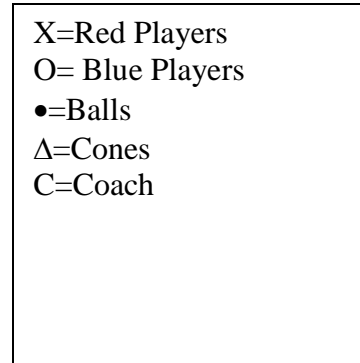 X=Red Players
O= Blue Players
•=Balls
Δ=Cones
C=Coach